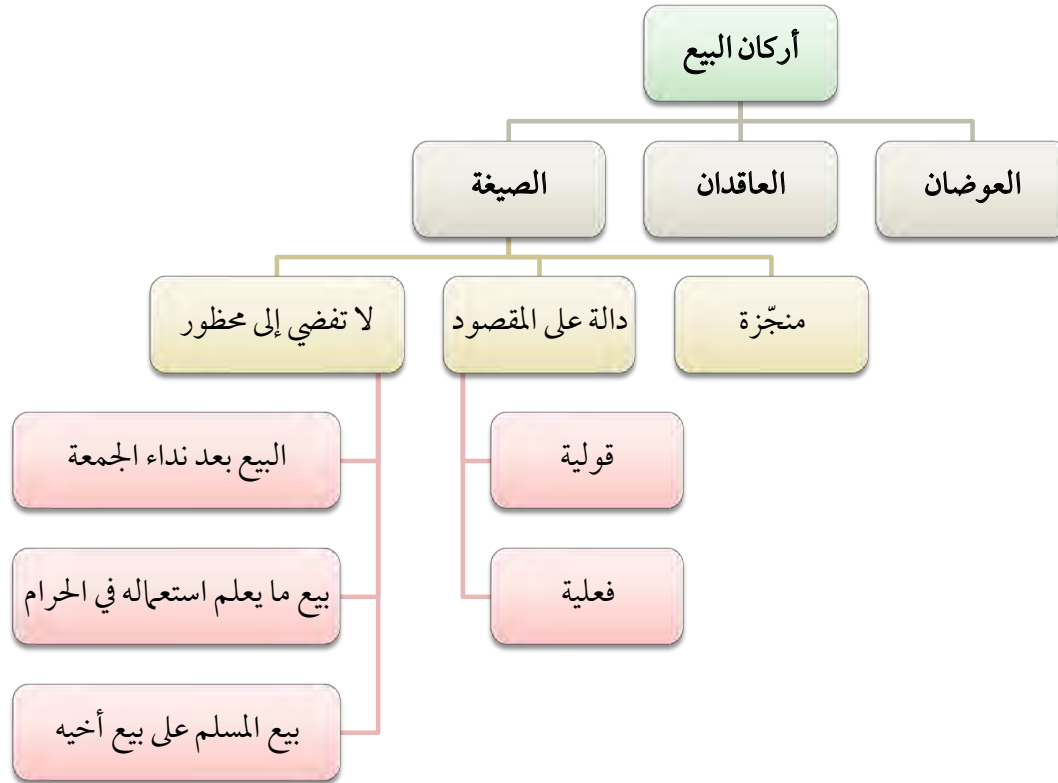 أركان البيع
العوضان
العاقدان
الصيغة
منجّزة
دالة على المقصود
لا تفضي إلى محظور
قولية
فعلية
البيع بعد نداء الجمعة
بيع ما يعلم استعماله في الحرام
بيع المسلم على بيع أخيه